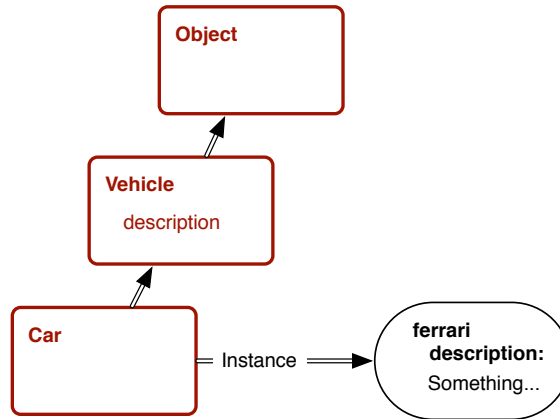 Object
Vehicle
description
Car
Instance
ferrari
description:
Something...